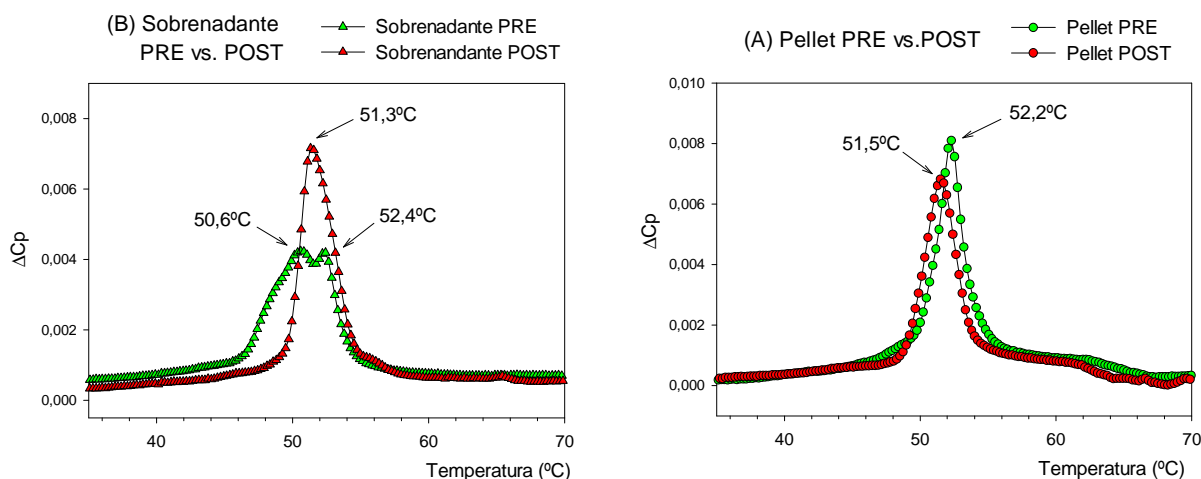 (B) Sobrenadante
PRE vs. POST
Sobrenadante PRE
Sobrenandante POST
0,008
0,006
0,004
0,002
0,000
ΔCp
51,3ºC
50,6ºC
52,4ºC
40
50
60
70
Temperatura (ºC)
(A) Pellet PRE vs.POST
Pellet PRE
Pellet POST
0,010
0,008
0,006
0,004
0,002
0,000
ΔCp
52,2ºC
51,5ºC
40
50
60
70
Temperatura (ºC)